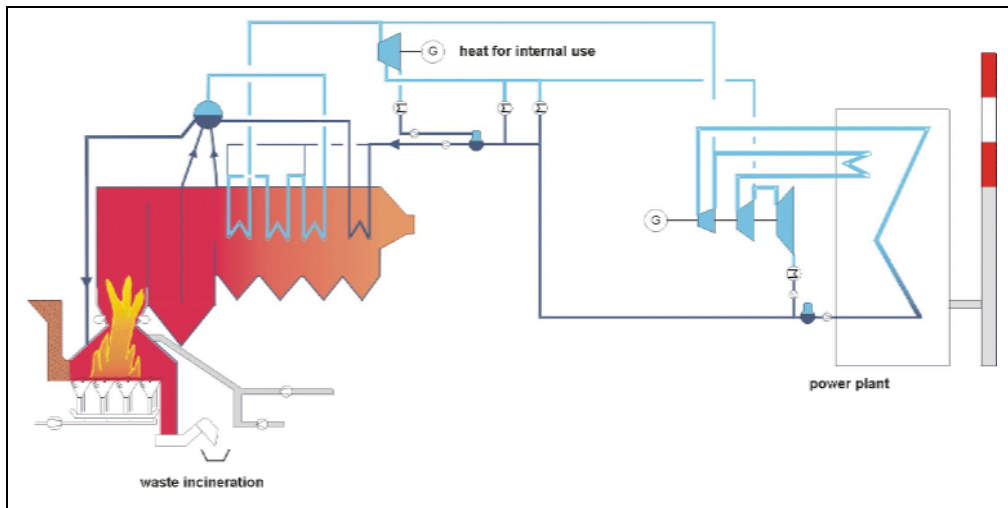 G
heat for internal use
G
power plant
waste incineration